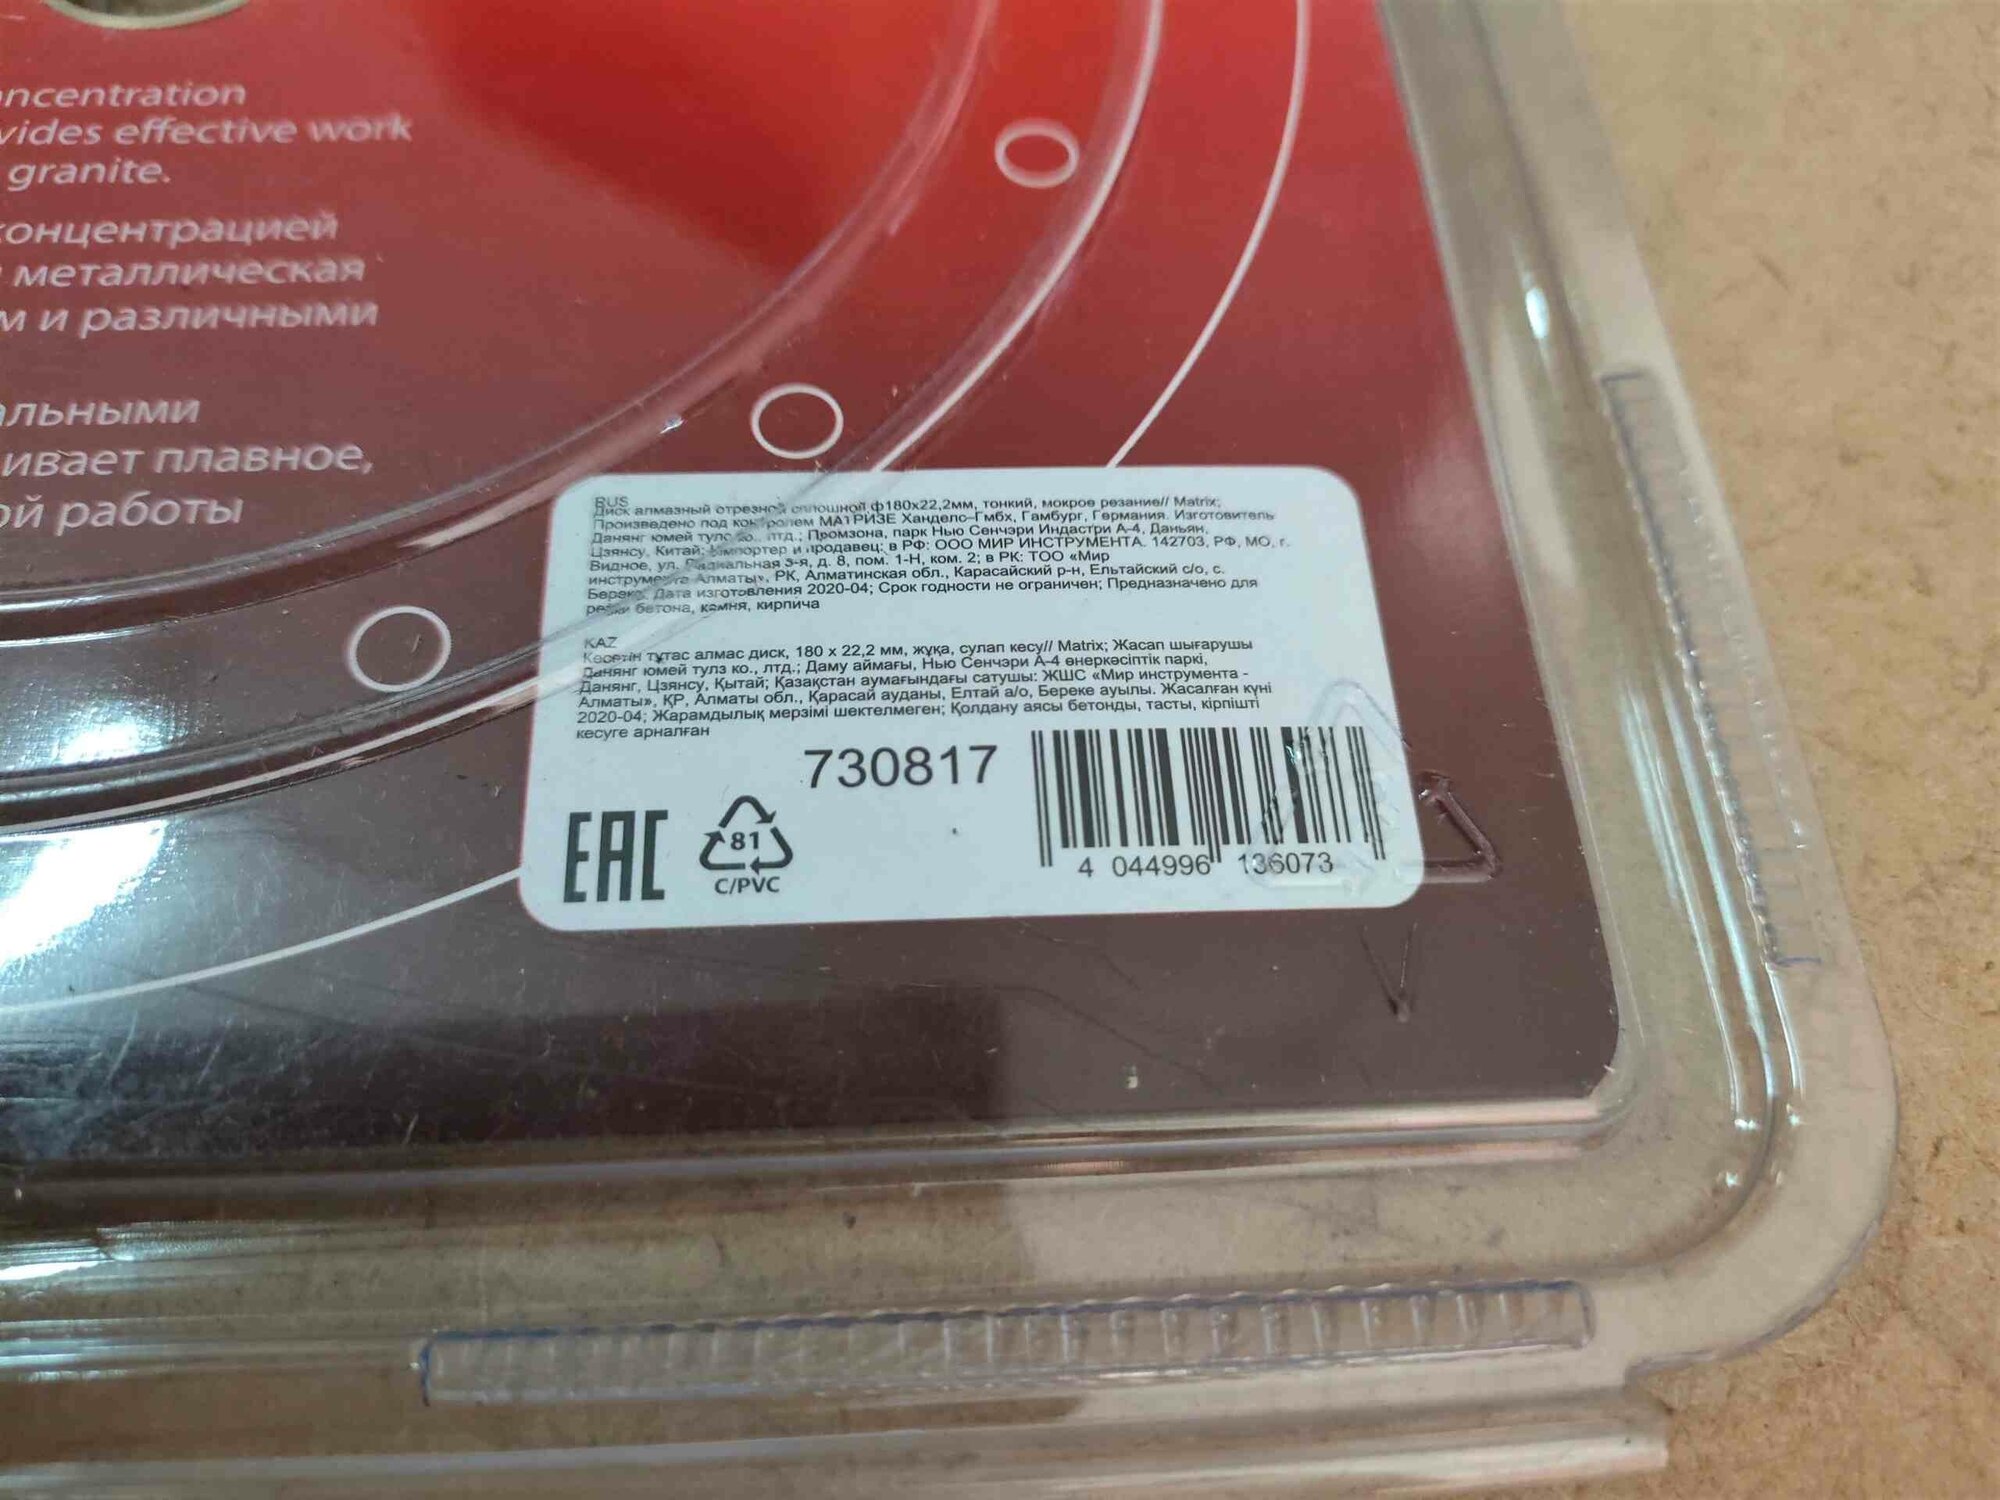 ncentration
vides effective work
granite.
концентрацией
металлическая
м и различными
альными
ивает плавное,
ой работы
RUS
Диск алмазный отрезной сплошной ф180х22,2мм, тонкий, мокрое резание// Matrix;
Произведено под контролем МАТРИЗЕ Ханделс-Гмбх, Гамбург, Германия. Изготовитель
Данянг юмей тулс ко., лтд.; Промзона, парк Нью Сенчэри Индастри А-4, Даньян,
Цзянсу, Китай; Импортер и продавец: в РФ: ООО МИР ИНСТРУМЕНТА. 142703, РФ, МО, г.
Видное, ул. Радиальная 3-я, д. 8, пом. 1-Н, ком. 2; в РК: ТОО «Мир
инструмента Алматы», РК, Алматинская обл., Карасайский р-н, Ельтайский с/о, с.
Береке. Дата изготовления 2020-04; Срок годности не ограничен; Предназначено для
резки бетона, камня, кирпича
KAZ
Кесетін тұтас алмас диск, 180 x 22,2 мм, жұқа, сулап кесу// Matrix; Жасап шығарушы
Данянг юмей тулз ко., лтд.; Даму аймағы, Нью Сенчэри А-4 өнеркәсіптік паркі,
Данянг, Цзянсу, Қытай; Қазақстан аумағындағы сатушы: ЖШС «Мир инструмента -
Алматы», ҚР, Алматы обл., Қарасай ауданы, Елтай а/о, Береке ауылы. Жасалған күні
2020-04; Жарамдылық мерзімі шектелмеген; Қолдану аясы бетонды, тасты, кірпішті
кесуге арналған
730817
EAC
81
C/PVC
4 044996 136073